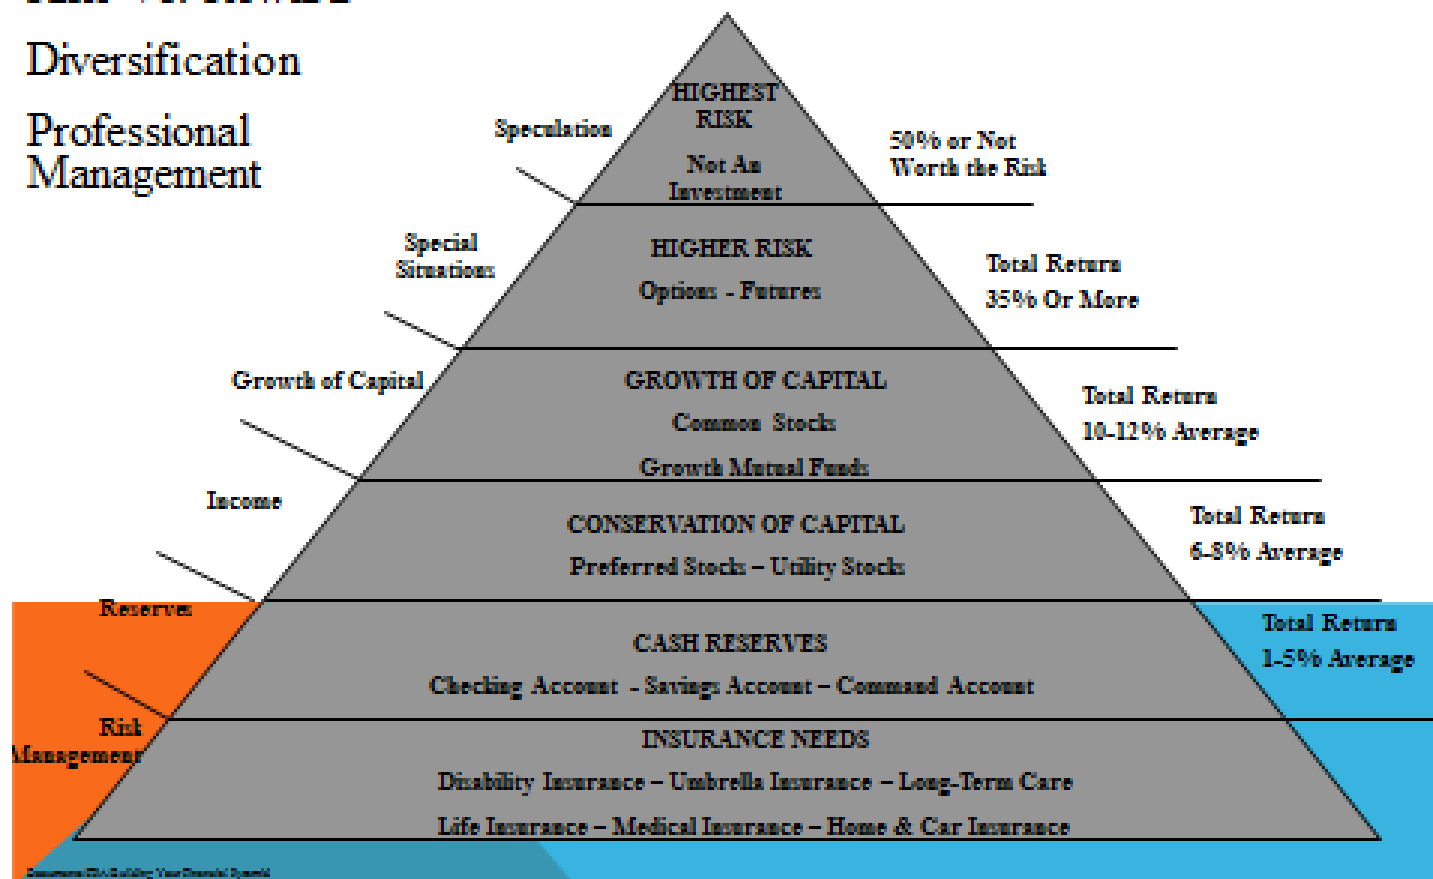 Diversification
Professional
Management
HIGHEST
RISK
Not An
Investment
Speculation
50% or Not
Worth the Risk
Special
Situations
HIGHER RISK
Options - Futures
Total Return
35% Or More
Growth of Capital
GROWTH OF CAPITAL
Common Stocks
Growth Mutual Funds
Total Return
10-12% Average
Income
CONSERVATION OF CAPITAL
Preferred Stocks – Utility Stocks
Total Return
6-8% Average
Reserves
CASH RESERVES
Checking Account - Savings Account – Command Account
Total Return
1-5% Average
Risk
Management
INSURANCE NEEDS
Disability Insurance – Umbrella Insurance – Long-Term Care
Life Insurance – Medical Insurance – Home & Car Insurance